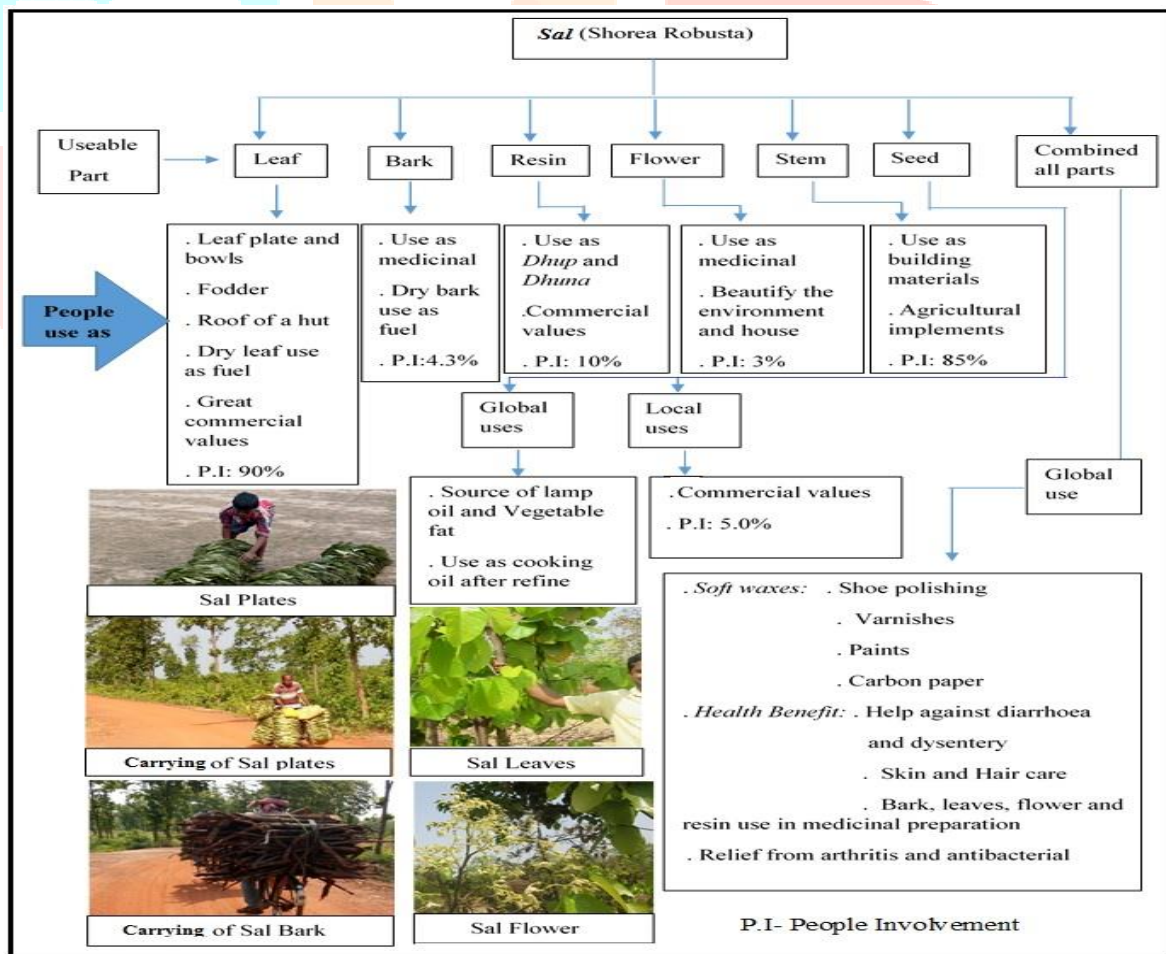 Sal (Shorea Robusta)
Useable
Part
Leaf
Bark
Resin
Flower
Stem
Seed
Combined
all parts
People
use as
. Leaf plate and
bowls
. Fodder
. Roof of a hut
. Dry leaf use
as fuel
. Great
commercial
values
. P.I: 90%
. Use as
medicinal
. Dry bark
use as
fuel
. P.I:4.3%
. Use as
Dhup and
Dhuna
.Commercial
values
. P.I: 10%
. Use as
medicinal
. Beautify the
environment
and house
. P.I: 3%
. Use as
building
materials
. Agricultural
implements
. P.I: 85%
Global
uses
Local
uses
Global
use
. Source of lamp
oil and Vegetable
fat
. Use as cooking
oil after refine
.Commercial values
. P.I: 5.0%
. Soft waxes: . Shoe polishing
. Varnishes
. Paints
. Carbon paper
. Health Benefit: . Help against diarrhoea
and dysentery
. Skin and Hair care
. Bark, leaves, flower and
resin use in medicinal preparation
. Relief from arthritis and antibacterial
Sal Plates
Carrying of Sal plates
Sal Leaves
Carrying of Sal Bark
Sal Flower
P.I- People Involvement